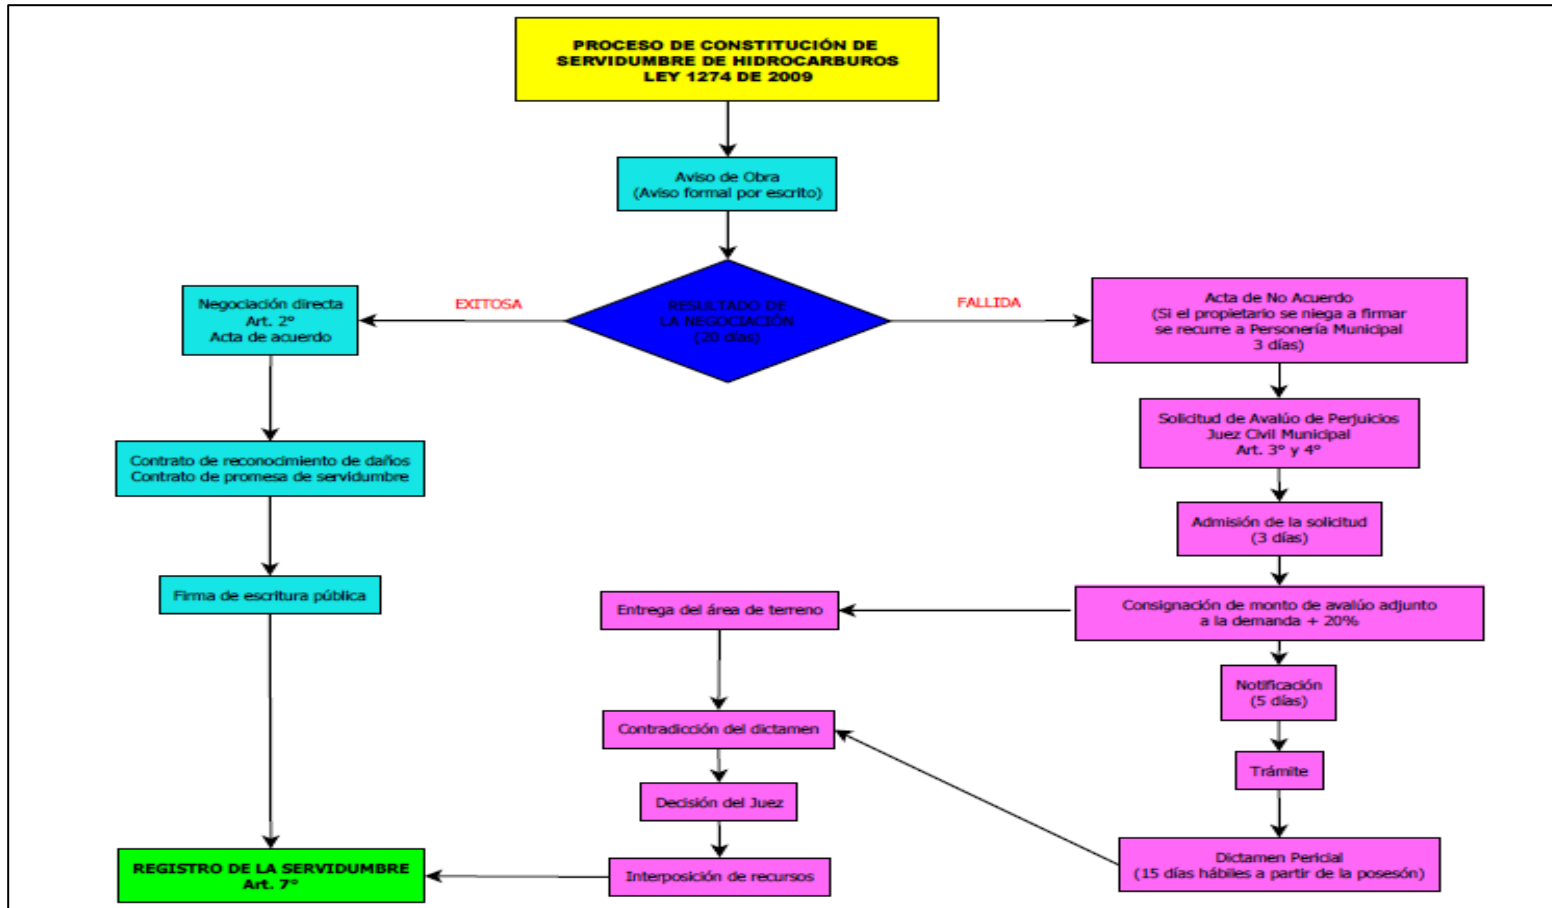 PROCESO DE CONSTITUCIÓN DE
SERVIDUMBRE DE HIDROCARBUROS
LEY 1274 DE 2009
Aviso de Obra
(Aviso formal por escrito)
RESULTADO DE
LA NEGOCIACIÓN
(20 días)
EXITOSA
FALLIDA
Negociación directa
Art. 2°
Acta de acuerdo
Contrato de reconocimiento de daños
Contrato de promesa de servidumbre
Firma de escritura pública
Acta de No Acuerdo
(Si el propietario se niega a firmar
se recurre a Personería Municipal
3 días)
Solicitud de Avalúo de Perjuicios
Juez Civil Municipal
Art. 3° y 4°
Admisión de la solicitud
(3 días)
Consignación de monto de avalúo adjunto
a la demanda + 20%
Notificación
(5 días)
Trámite
Dictamen Pericial
(15 días hábiles a partir de la posesón)
Entrega del área de terreno
Contradicción del dictamen
Decisión del Juez
Interposición de recursos
REGISTRO DE LA SERVIDUMBRE
Art. 7°